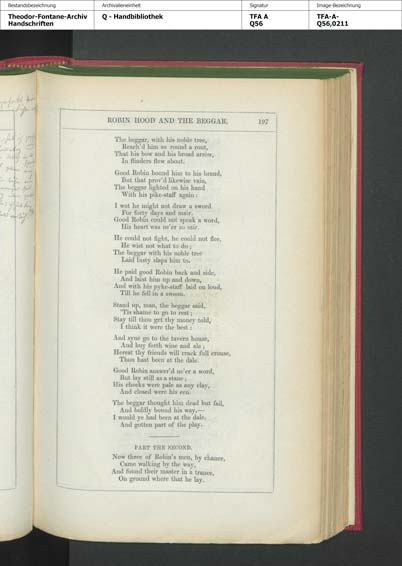 Bestandsbezeichnung
Theodor-Fontane-Archiv
Handschriften
Archivalieneinheit
Q - Handbibliothek
Signatur
TFA A
Q56
Image-Bezeichnung
TFA-A-
Q56,0211
ROBIN HOOD AND THE BEGGAR. 197
The beggar, with his noble tree,
Reach'd him so round a rout,
That his bow and his broad arrow,
In flinders flew about.
Good Robin bound him to his brand,
But that prov'd likewise vain,
The beggar lighted on his hand
With his pike-staff again:
I wot he might not draw a sword
For forty days and mair.
Good Robin could not speak a word,
His heart was ne'er so sair.
He could not fight, he could not flee,
He wist not what to do;
The beggar with his noble tree
Laid lusty slaps him to.
He paid good Robin back and side,
And baist him up and down,
And with his pyke-staff laid on loud,
Till he fell in a swoon.
Stand up, man, the beggar said,
'Tis shame to go to rest;
Stay till thou get thy money told,
I think it were the best:
And syne go to the tavern house,
And buy forth wine and ale;
Hereat thy friends will crack full crouse,
Thou hast been at the dale.
Good Robin answer'd ne'er a word,
But lay still as a stane;
His cheeks were pale as any clay,
And closed were his een.
The beggar thought him dead but fail,
And boldly bound his way.—
I would ye had been at the dale,
And gotten part of the play.
PART THE SECOND.
Now three of Robin's men, by chance,
Came walking by the way,
And found their master in a trance,
On ground where that he lay.